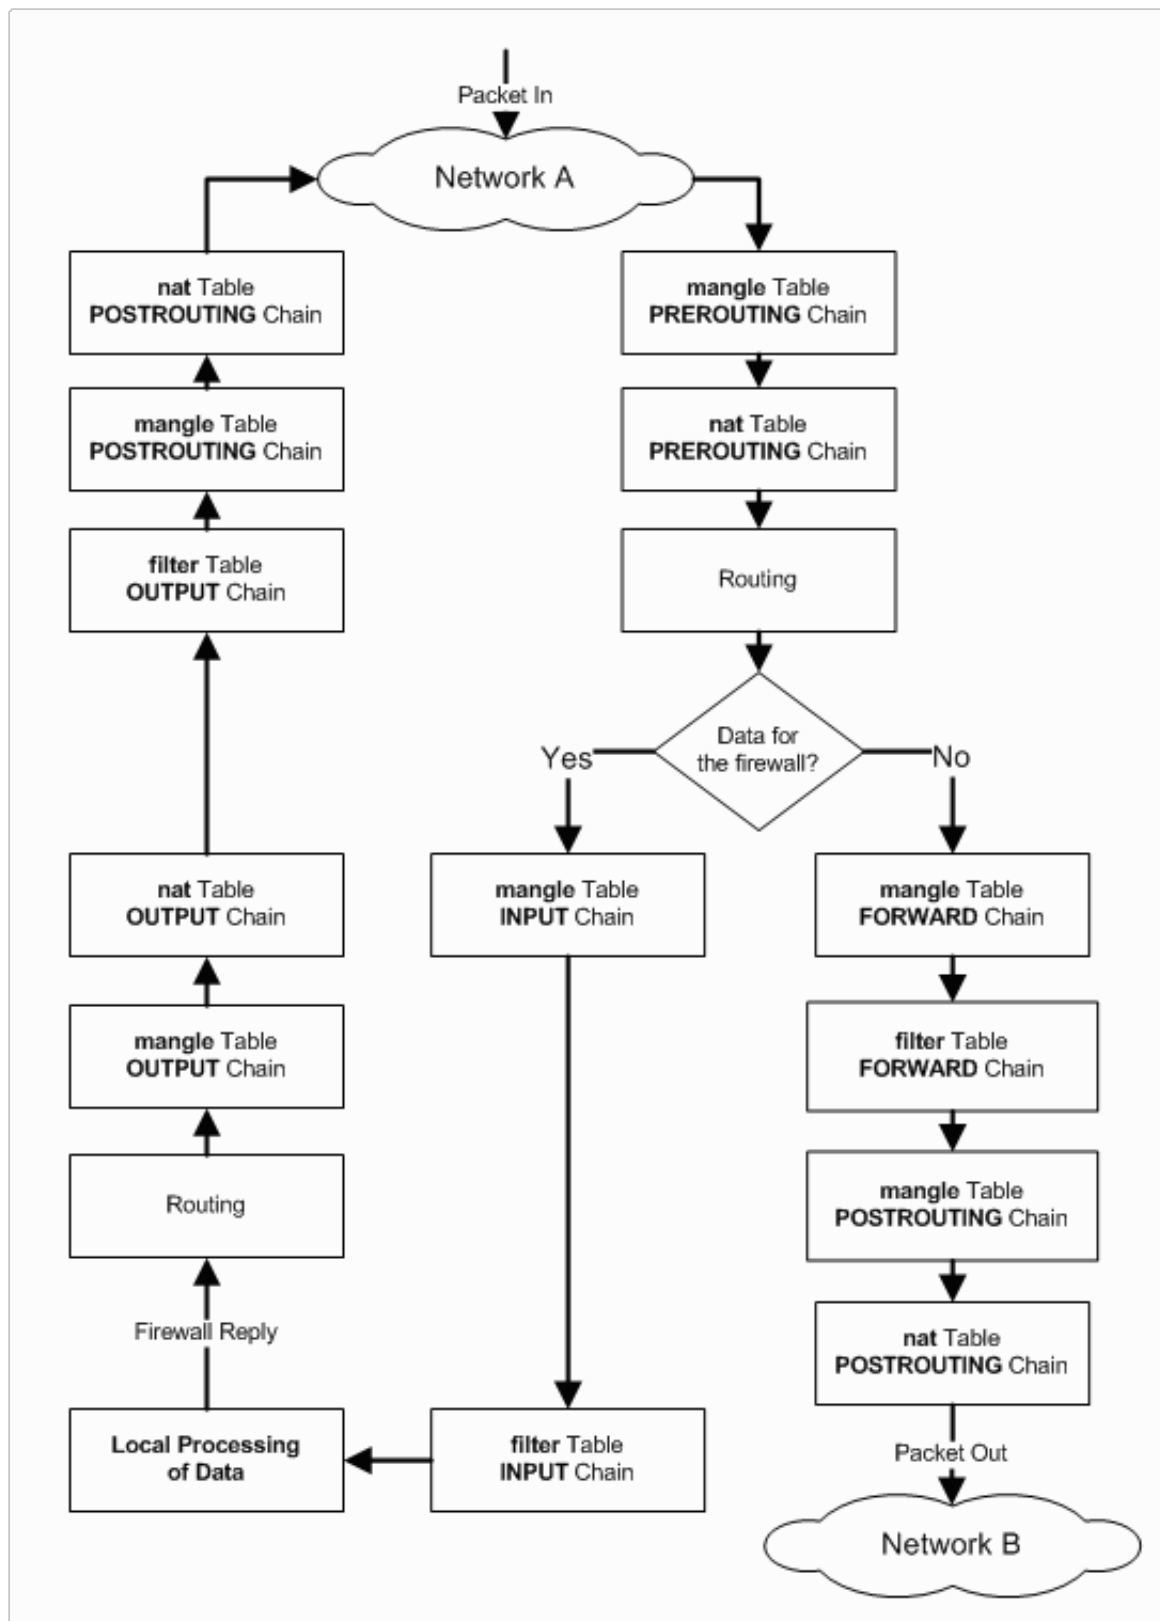 Packet In
Network A
nat Table
POSTROUTING Chain
mangle Table
PREROUTING Chain
mangle Table
POSTROUTING Chain
nat Table
PREROUTING Chain
filter Table
OUTPUT Chain
Routing
Data for
the firewall?
Yes
No
nat Table
OUTPUT Chain
mangle Table
INPUT Chain
mangle Table
FORWARD Chain
mangle Table
OUTPUT Chain
filter Table
FORWARD Chain
Routing
mangle Table
POSTROUTING Chain
Firewall Reply
nat Table
POSTROUTING Chain
Local Processing
of Data
filter Table
INPUT Chain
Packet Out
Network B